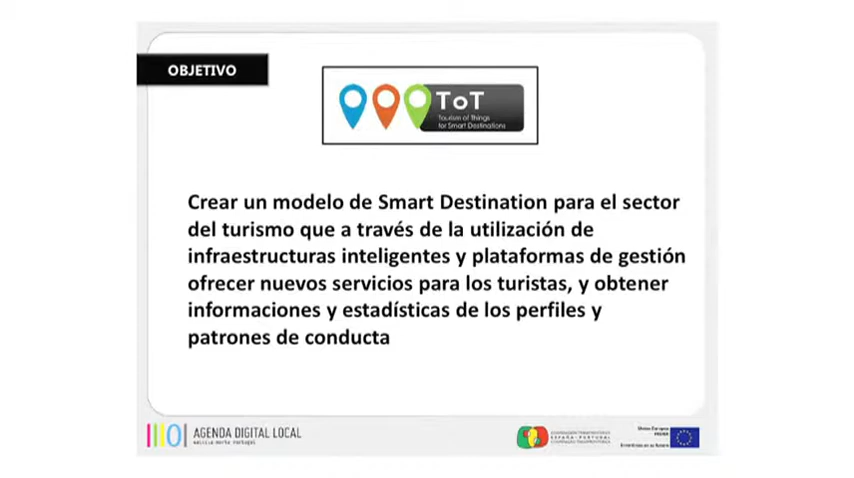 OBJETIVO
ToT
Tourism of Things
for Smart Destinations
Crear un modelo de Smart Destination para el sector
del turismo que a través de la utilización de
infraestructuras inteligentes y plataformas de gestión
ofrecer nuevos servicios para los turistas, y obtener
informaciones y estadísticas de los perfiles y
patrones de conducta
AGENDA DIGITAL LOCAL
ESPAÑA - PORTUGAL
Unión Europea